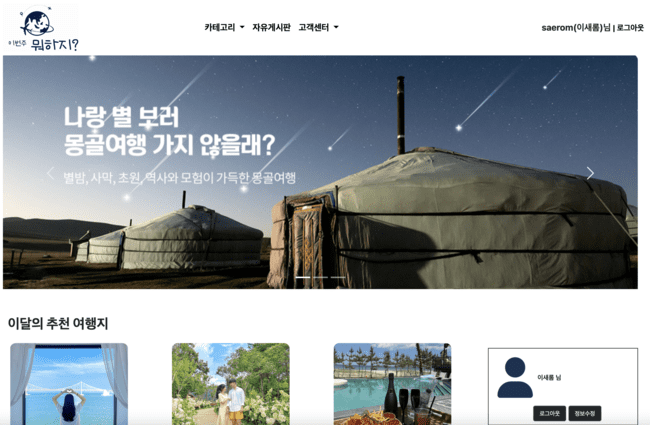 이번주 뭐하지?
카테고리 자유게시판 고객센터
saerom(이새롬)님 | 로그아웃
나랑 별 보러
몽골여행 가지 않을래?
별밤, 사막, 초원, 역사와 모험이 가득한 몽골여행
이달의 추천 여행지
이새롬 님
로그아웃 정보수정